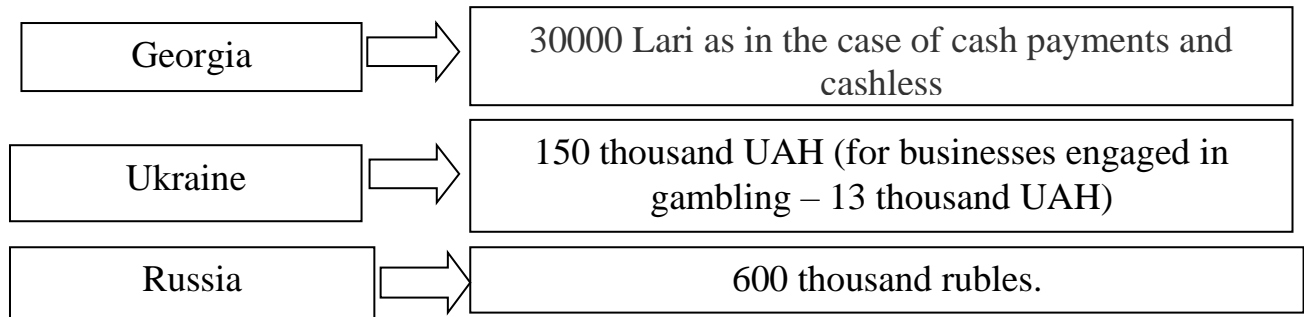 Georgia
30000 Lari as in the case of cash payments and
cashless
Ukraine
150 thousand UAH (for businesses engaged in
gambling – 13 thousand UAH)
Russia
600 thousand rubles.